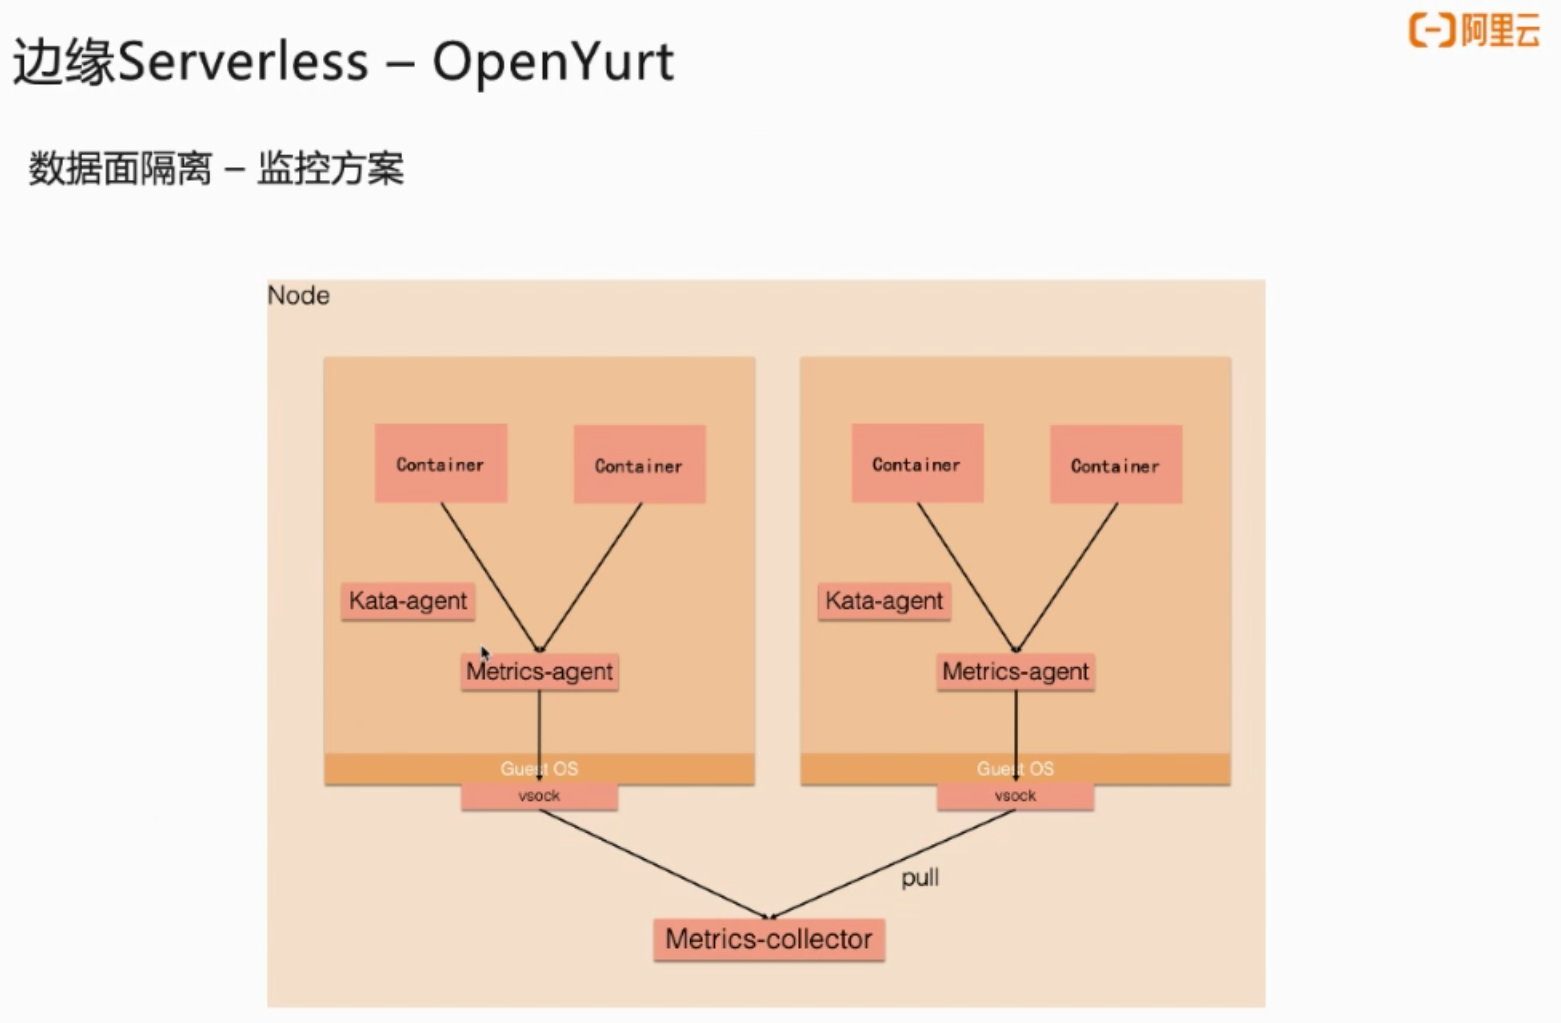 阿里云
边缘Serverless – OpenYurt
数据面隔离 – 监控方案
Node
Container
Container
Container
Container
Kata-agent
Kata-agent
Metrics-agent
Metrics-agent
Guest OS
Guest OS
vsock
vsock
pull
Metrics-collector